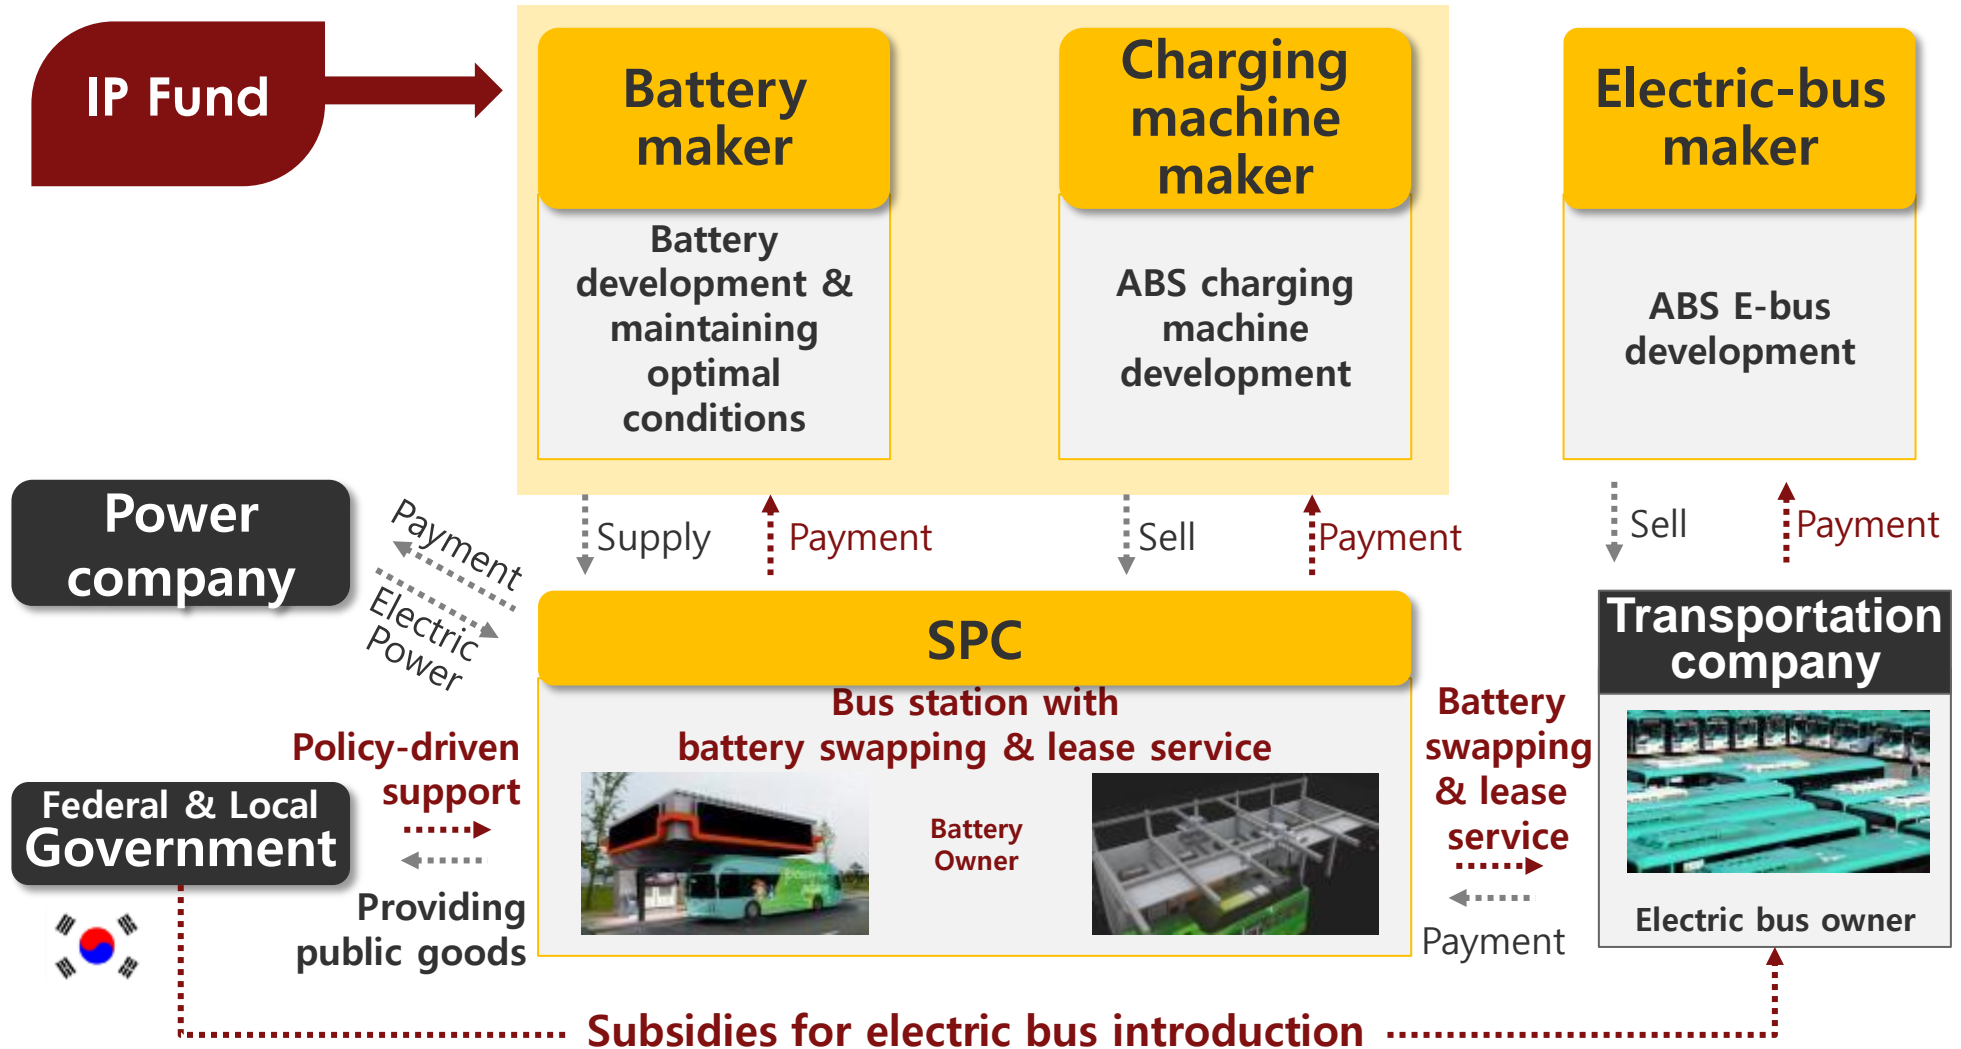 IP Fund
Battery
maker
Charging
machine
maker
Electric-bus
maker
Battery
development &
maintaining
optimal
conditions
ABS charging
machine
development
ABS E-bus
development
Power
company
Payment
Electric
Power
Supply
Payment
Sell
Payment
Sell
Payment
SPC
Bus station with
battery swapping & lease service
Battery
Owner
Transportation
company
Electric bus owner
Battery
swapping
& lease
service
Payment
Policy-driven
support
Federal & Local
Government
Providing
public goods
Subsidies for electric bus introduction